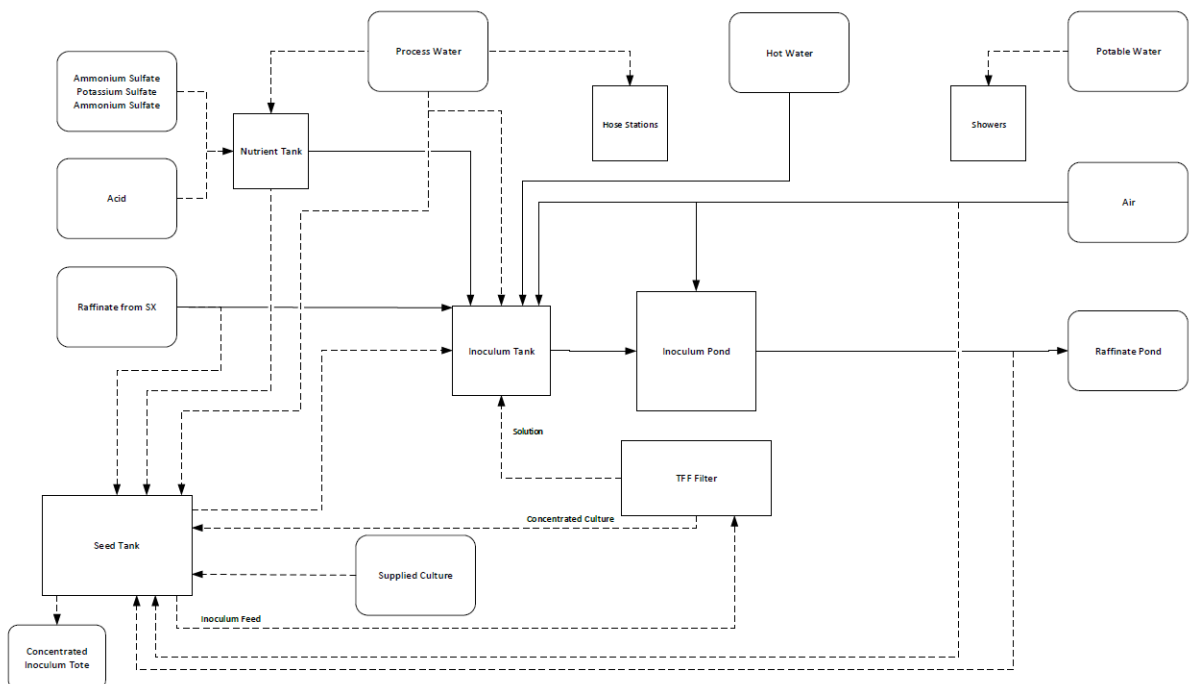 Process Water
Hot Water
Potable Water
Ammonium Sulfate
Potassium Sulfate
Ammonium Sulfate
Hose Stations
Showers
Nutrient Tank
Acid
Air
Raffinate from SX
Inoculum Tank
Inoculum Pond
Raffinate Pond
Solution
TFF Filter
Concentrated Culture
Seed Tank
Supplied Culture
Inoculum Feed
Concentrated
Inoculum Tote